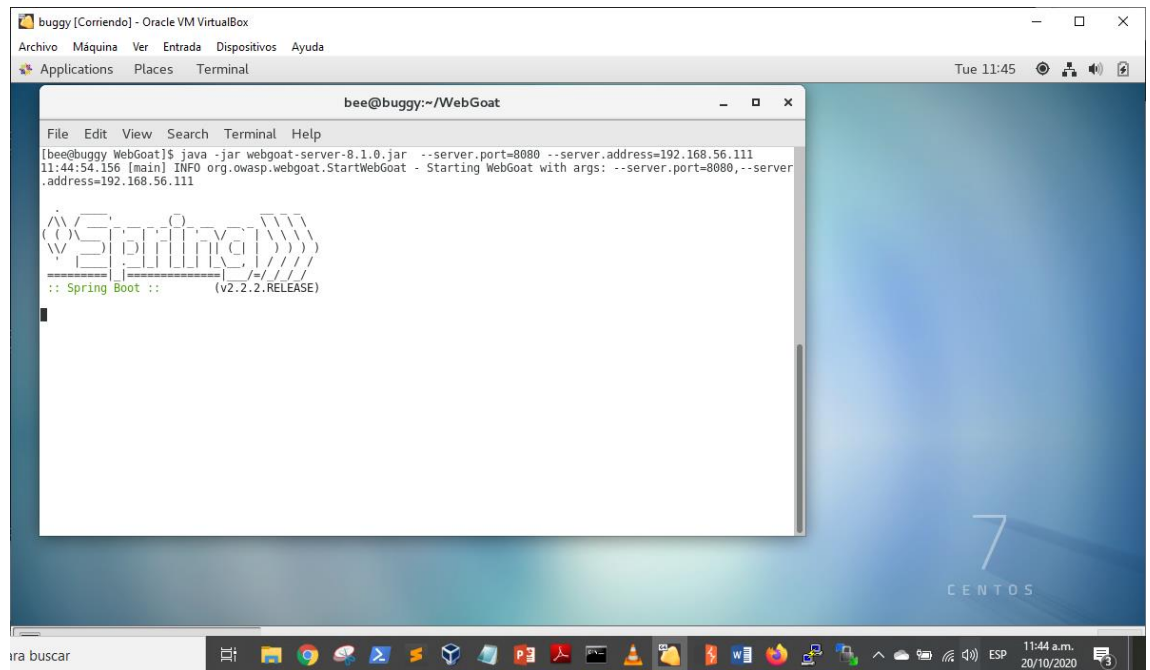 buggy [Corriendo] - Oracle VM VirtualBox
Archivo Máquina Ver Entrada Dispositivos Ayuda
Applications Places Terminal Tue 11:45
bee@buggy:~/WebGoat
File Edit View Search Terminal Help
[bee@buggy WebGoat]$ java -jar webgoat-server-8.1.0.jar --server.port=8080 --server.address=192.168.56.111
11:44:54.156 [main] INFO org.owasp.webgoat.StartWebGoat - Starting WebGoat with args: --server.port=8080,--server
.address=192.168.56.111
Spring
:: Spring Boot :: (v2.2.2.RELEASE)
7
CENTOS
ara buscar
ESP
11:44 a.m.
20/10/2020
3